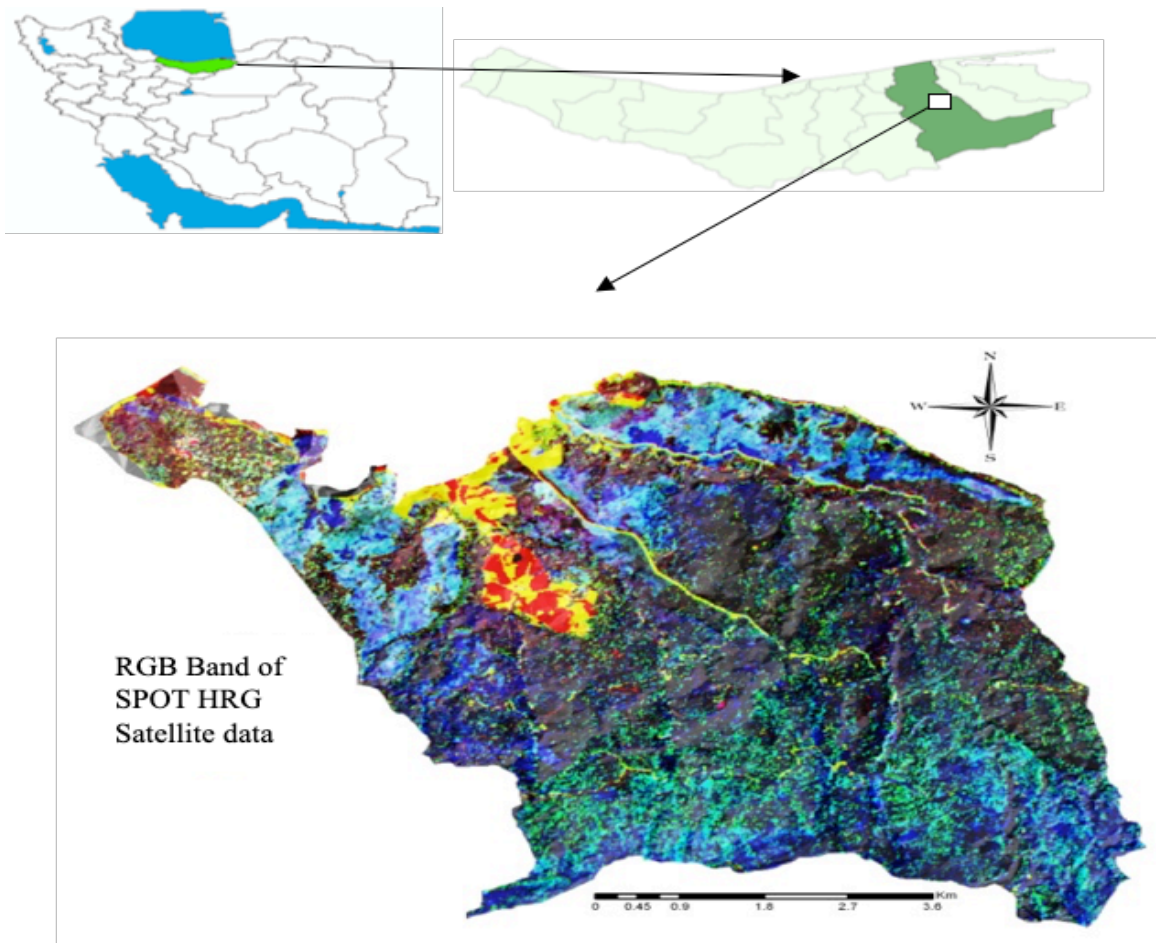 N
W E
S
RGB Band of
SPOT HRG
Satellite data
Km
0 0.45 0.9 1.8 2.7 3.6